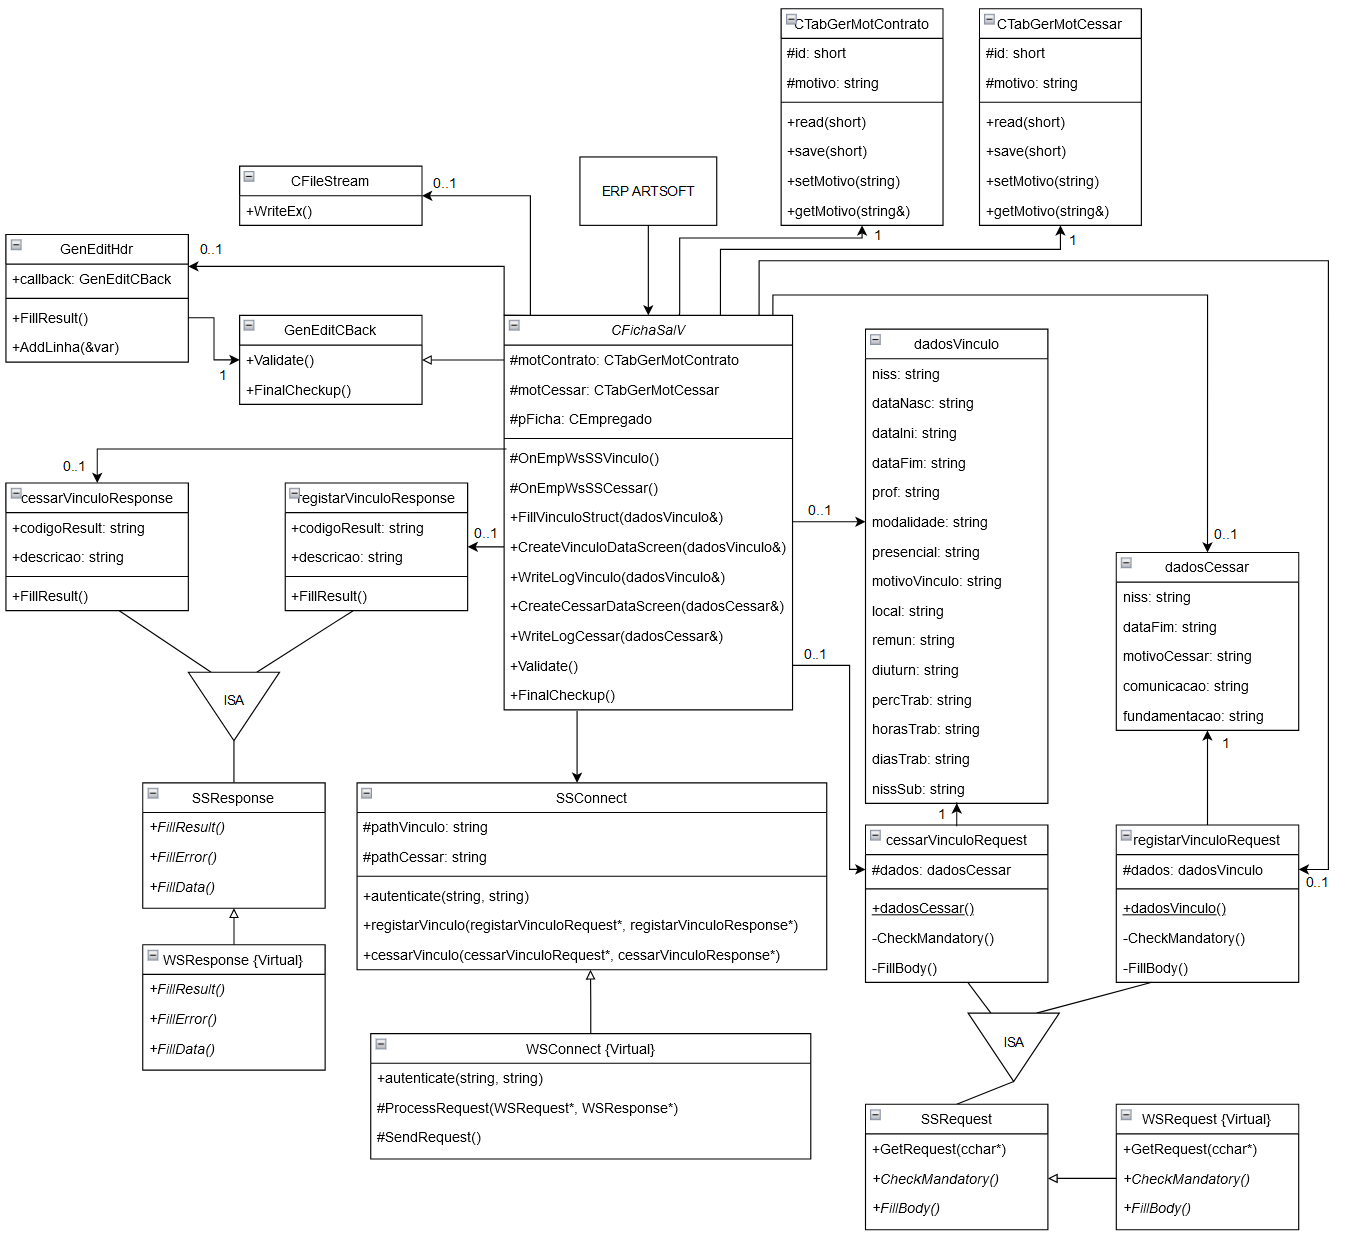 CTabGerMotContrato
#id: short
#motivo: string
+read(short)
+save(short)
+setMotivo(string)
+getMotivo(string&)
1
CTabGerMotCessar
#id: short
#motivo: string
+read(short)
+save(short)
+setMotivo(string)
+getMotivo(string&)
1
CFileStream
+WriteEx()
0..1
ERP ARTSOFT
GenEditHdr
+callback: GenEditCBack
+FillResult()
+AddLinha(&var)
0..1
1
GenEditCBack
+Validate()
+FinalCheckup()
CFichaSalV
#motContrato: CTabGerMotContrato
#motCessar: CTabGerMotCessar
#pFicha: CEmpregado
#OnEmpWsSSVinculo()
#OnEmpWsSSCessar()
+FillVinculoStruct(dadosVinculo&)
+CreateVinculoDataScreen(dadosVinculo&)
+WriteLogVinculo(dadosVinculo&)
+CreateCessarDataScreen(dadosCessar&)
+WriteLogCessar(dadosCessar&)
+Validate()
+FinalCheckup()
dadosVinculo
niss: string
dataNasc: string
dataIni: string
dataFim: string
prof: string
modalidade: string
presencial: string
motivoVinculo: string
local: string
remun: string
diuturn: string
percTrab: string
horasTrab: string
diasTrab: string
nissSub: string
0..1
0..1
0..1
dadosCessar
niss: string
dataFim: string
motivoCessar: string
comunicacao: string
fundamentacao: string
1
0..1
cessarVinculoResponse
+codigoResult: string
+descricao: string
+FillResult()
registarVinculoResponse
+codigoResult: string
+descricao: string
+FillResult()
0..1
ISA
SSResponse
+FillResult()
+FillError()
+FillData()
WSResponse {Virtual}
+FillResult()
+FillError()
+FillData()
SSConnect
#pathVinculo: string
#pathCessar: string
+autenticate(string, string)
+registarVinculo(registarVinculoRequest*, registarVinculoResponse*)
+cessarVinculo(cessarVinculoRequest*, cessarVinculoResponse*)
WSConnect {Virtual}
+autenticate(string, string)
#ProcessRequest(WSRequest*, WSResponse*)
#SendRequest()
1
cessarVinculoRequest
#dados: dadosCessar
+dadosCessar()
-CheckMandatory()
-FillBody()
registarVinculoRequest
#dados: dadosVinculo
+dadosVinculo()
-CheckMandatory()
-FillBody()
0..1
ISA
SSRequest
+GetRequest(cchar*)
+CheckMandatory()
+FillBody()
WSRequest {Virtual}
+GetRequest(cchar*)
+CheckMandatory()
+FillBody()